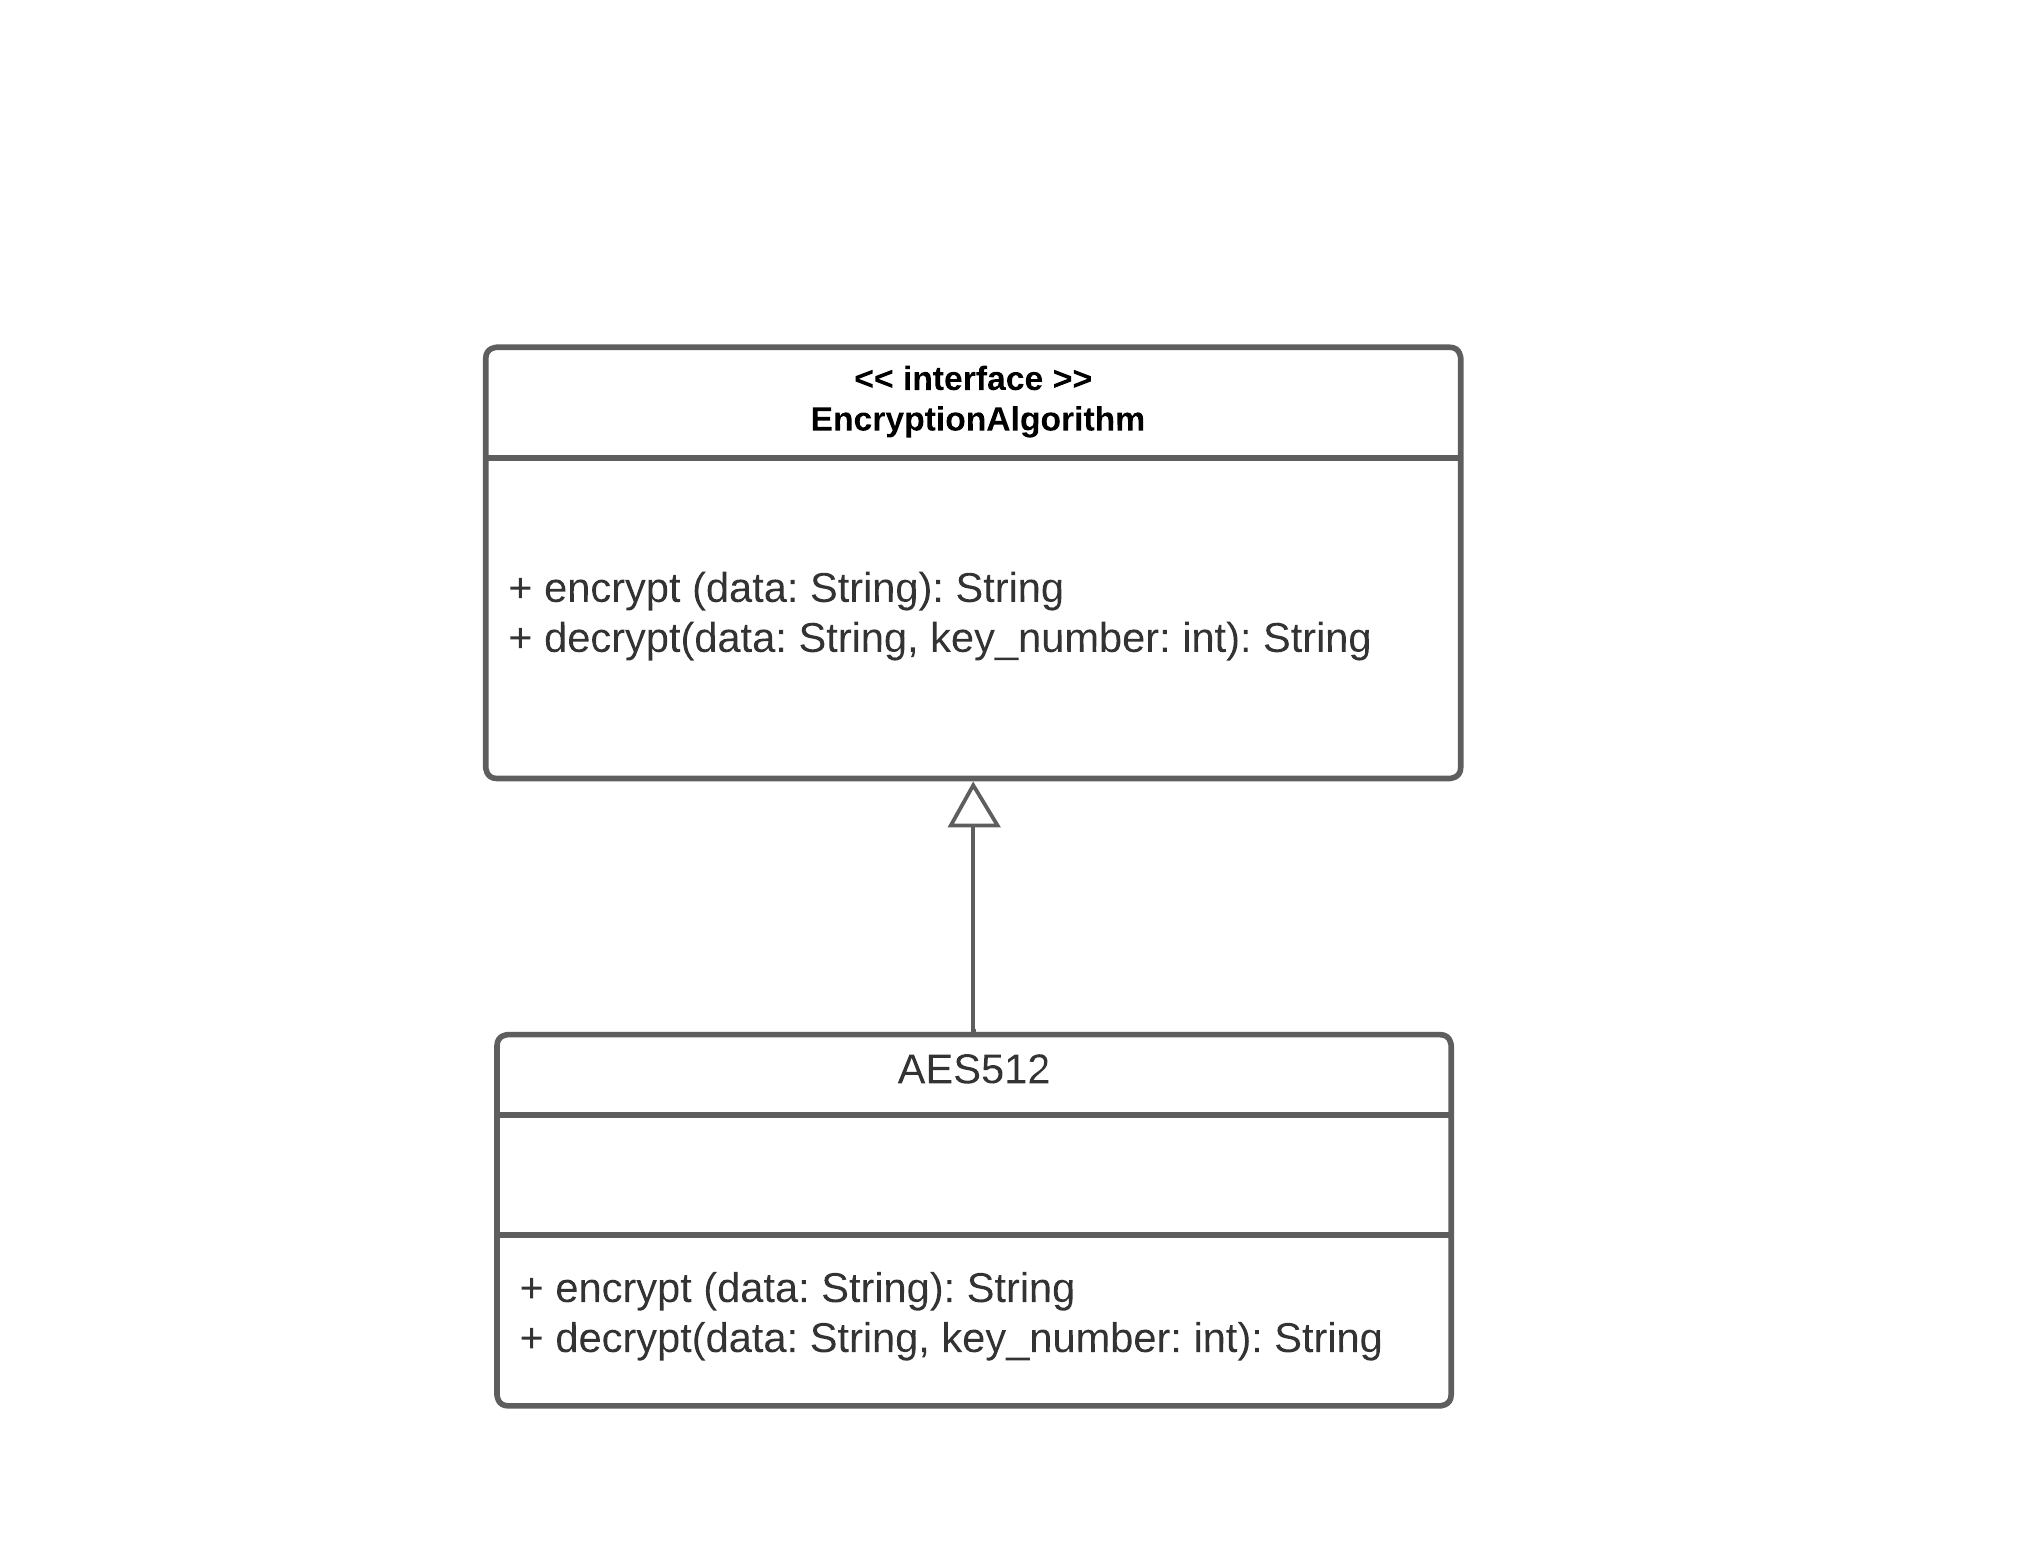 << interface >>
EncryptionAlgorithm
+ encrypt (data: String): String
+ decrypt(data: String, key_number: int): String
AES512
+ encrypt (data: String): String
+ decrypt(data: String, key_number: int): String